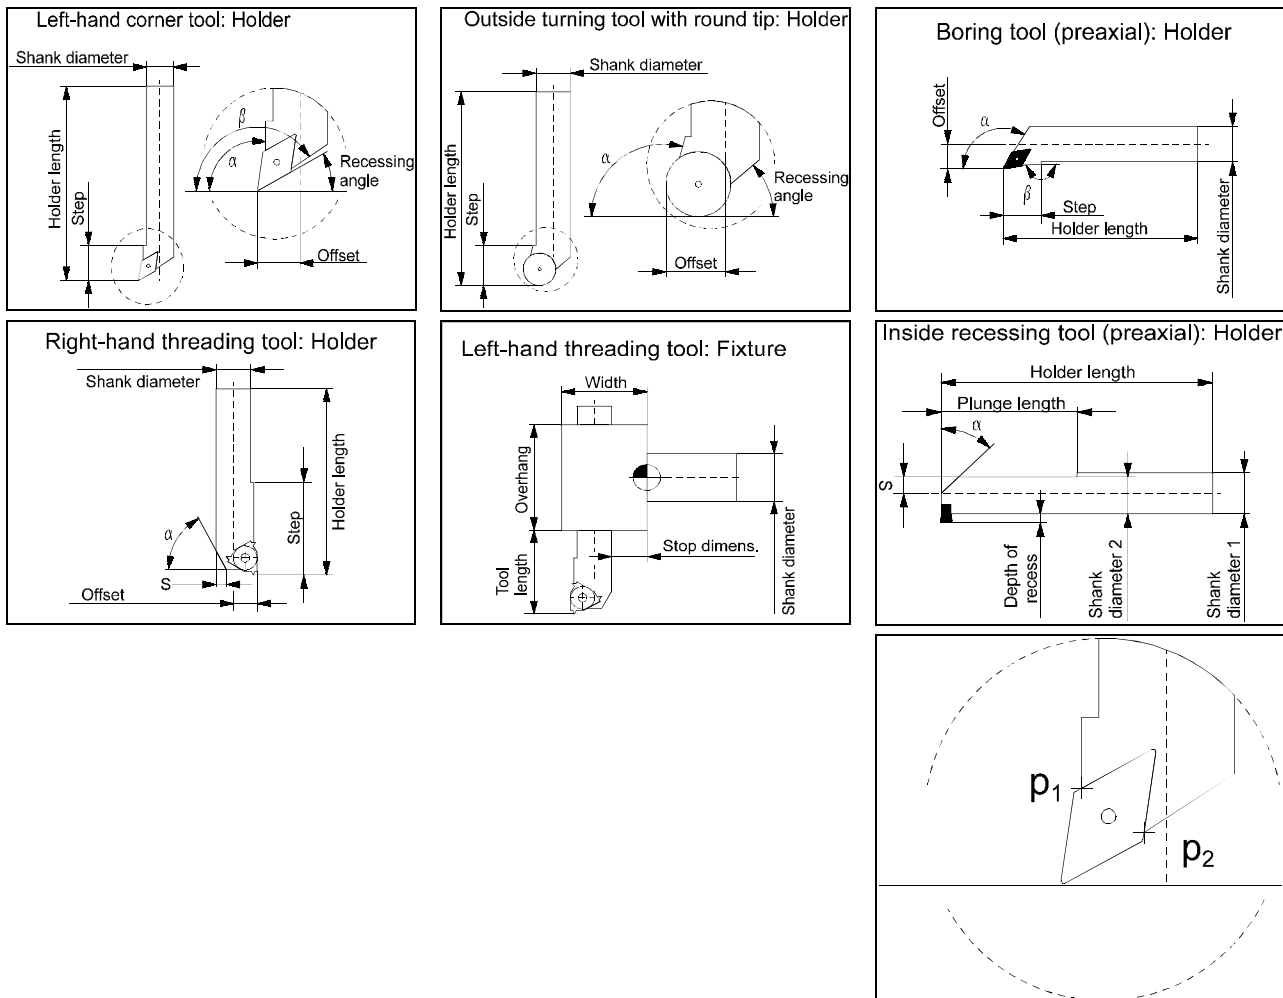 Left-hand corner tool: Holder
Shank diameter
Holder length
Step
β
α
Recessing
angle
Offset
Outside turning tool with round tip: Holder
Shank diameter
Holder length
Step
α
Recessing
angle
Offset
Boring tool (preaxial): Holder
Offset
α
β
Step
Holder length
Shank diameter
Right-hand threading tool: Holder
Shank diameter
Holder length
Step
α
S
Offset
Left-hand threading tool: Fixture
Width
Overhang
Tool
length
Stop dimens.
Shank diameter
Inside recessing tool (preaxial): Holder
Holder length
Plunge length
α
S
Depth of
recess
Shank
diameter 2
Shank
diameter 1
p1
p2